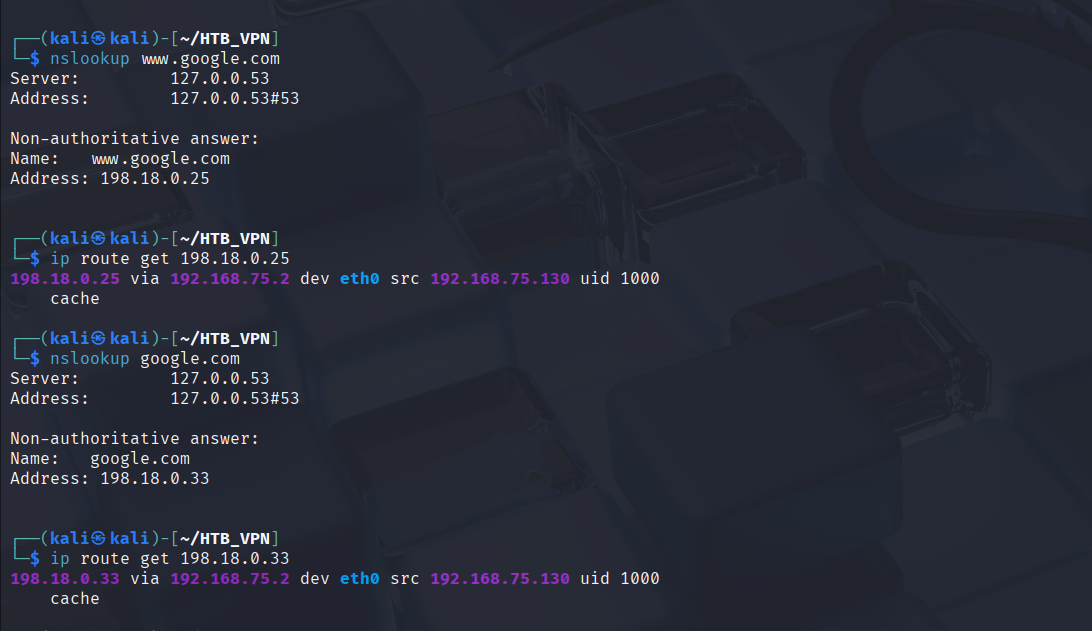 ┌──(kali㉿kali)-[~/HTB_VPN]
└─$ nslookup www.google.com
Server:         127.0.0.53
Address:        127.0.0.53#53

Non-authoritative answer:
Name:   www.google.com
Address: 198.18.0.25

┌──(kali㉿kali)-[~/HTB_VPN]
└─$ ip route get 198.18.0.25
198.18.0.25 via 192.168.75.2 dev eth0 src 192.168.75.130 uid 1000
    cache

┌──(kali㉿kali)-[~/HTB_VPN]
└─$ nslookup google.com
Server:         127.0.0.53
Address:        127.0.0.53#53

Non-authoritative answer:
Name:   google.com
Address: 198.18.0.33

┌──(kali㉿kali)-[~/HTB_VPN]
└─$ ip route get 198.18.0.33
198.18.0.33 via 192.168.75.2 dev eth0 src 192.168.75.130 uid 1000
    cache